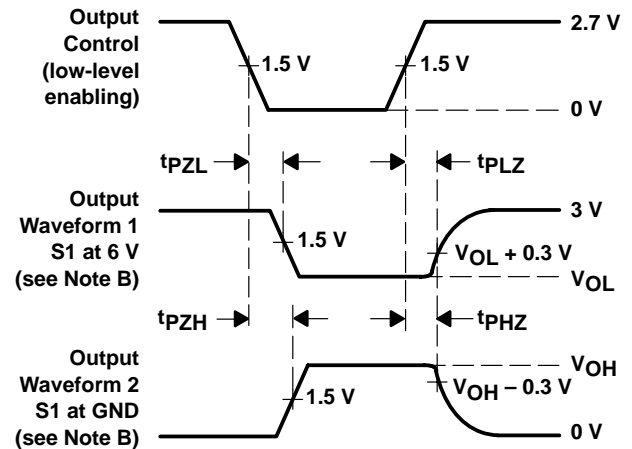 Output
Control
(low-level
enabling)
1.5 V
1.5 V
2.7 V
0 V
tPZL
tPLZ
Output
Waveform 1
S1 at 6 V
(see Note B)
1.5 V
3 V
VOL + 0.3 V
VOL
tPZH
tPHZ
Output
Waveform 2
S1 at GND
(see Note B)
1.5 V
VOH
VOH – 0.3 V
0 V